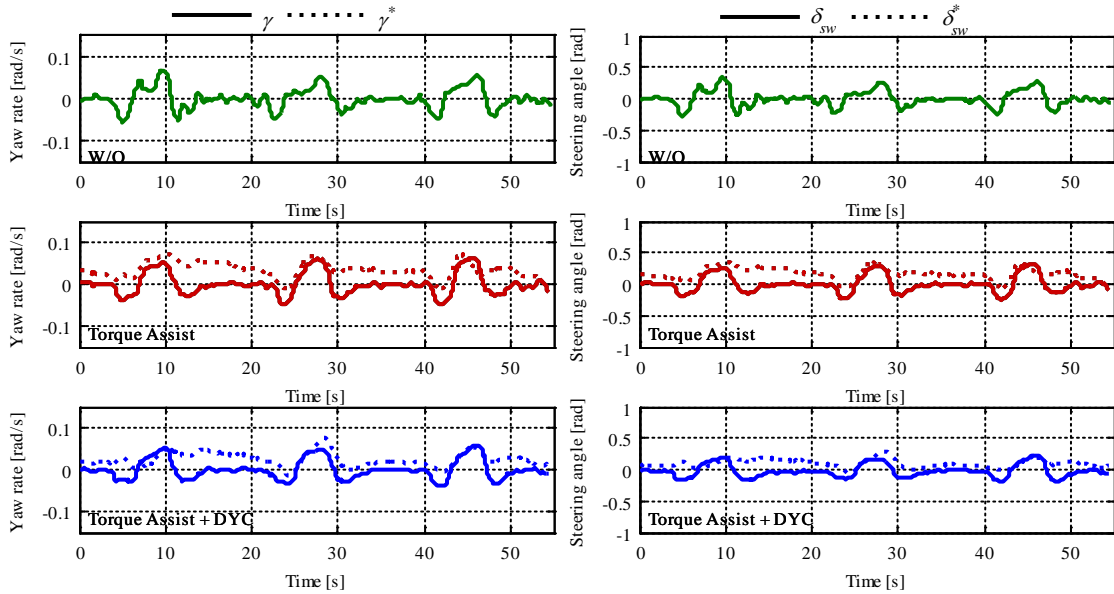 γ γ*
δsw δ*sw
Yaw rate [rad/s]
0.1
0
-0.1
W/O
0 10 20 30 40 50
Time [s]
Steering angle [rad]
1
0.5
0
-0.5
-1
W/O
0 10 20 30 40 50
Time [s]
Yaw rate [rad/s]
0.1
0
-0.1
Torque Assist
0 10 20 30 40 50
Time [s]
Steering angle [rad]
1
0.5
0
-0.5
-1
Torque Assist
0 10 20 30 40 50
Time [s]
Yaw rate [rad/s]
0.1
0
-0.1
Torque Assist + DYC
0 10 20 30 40 50
Time [s]
Steering angle [rad]
1
0.5
0
-0.5
-1
Torque Assist + DYC
0 10 20 30 40 50
Time [s]